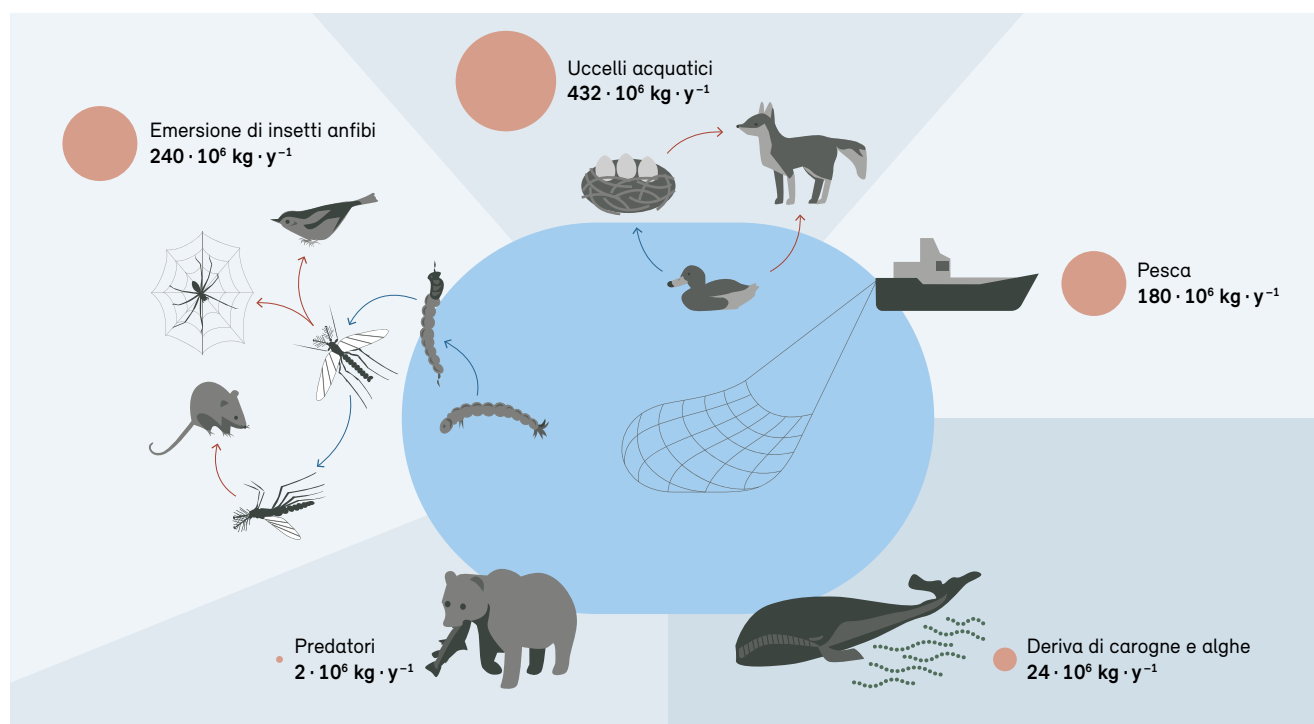 Uccelli acquatici
432 · 10⁶ kg · y⁻¹
Emersione di insetti anfibi
240 · 10⁶ kg · y⁻¹
Pesca
180 · 10⁶ kg · y⁻¹
Predatori
2 · 10⁶ kg · y⁻¹
Deriva di carogne e alghe
24 · 10⁶ kg · y⁻¹